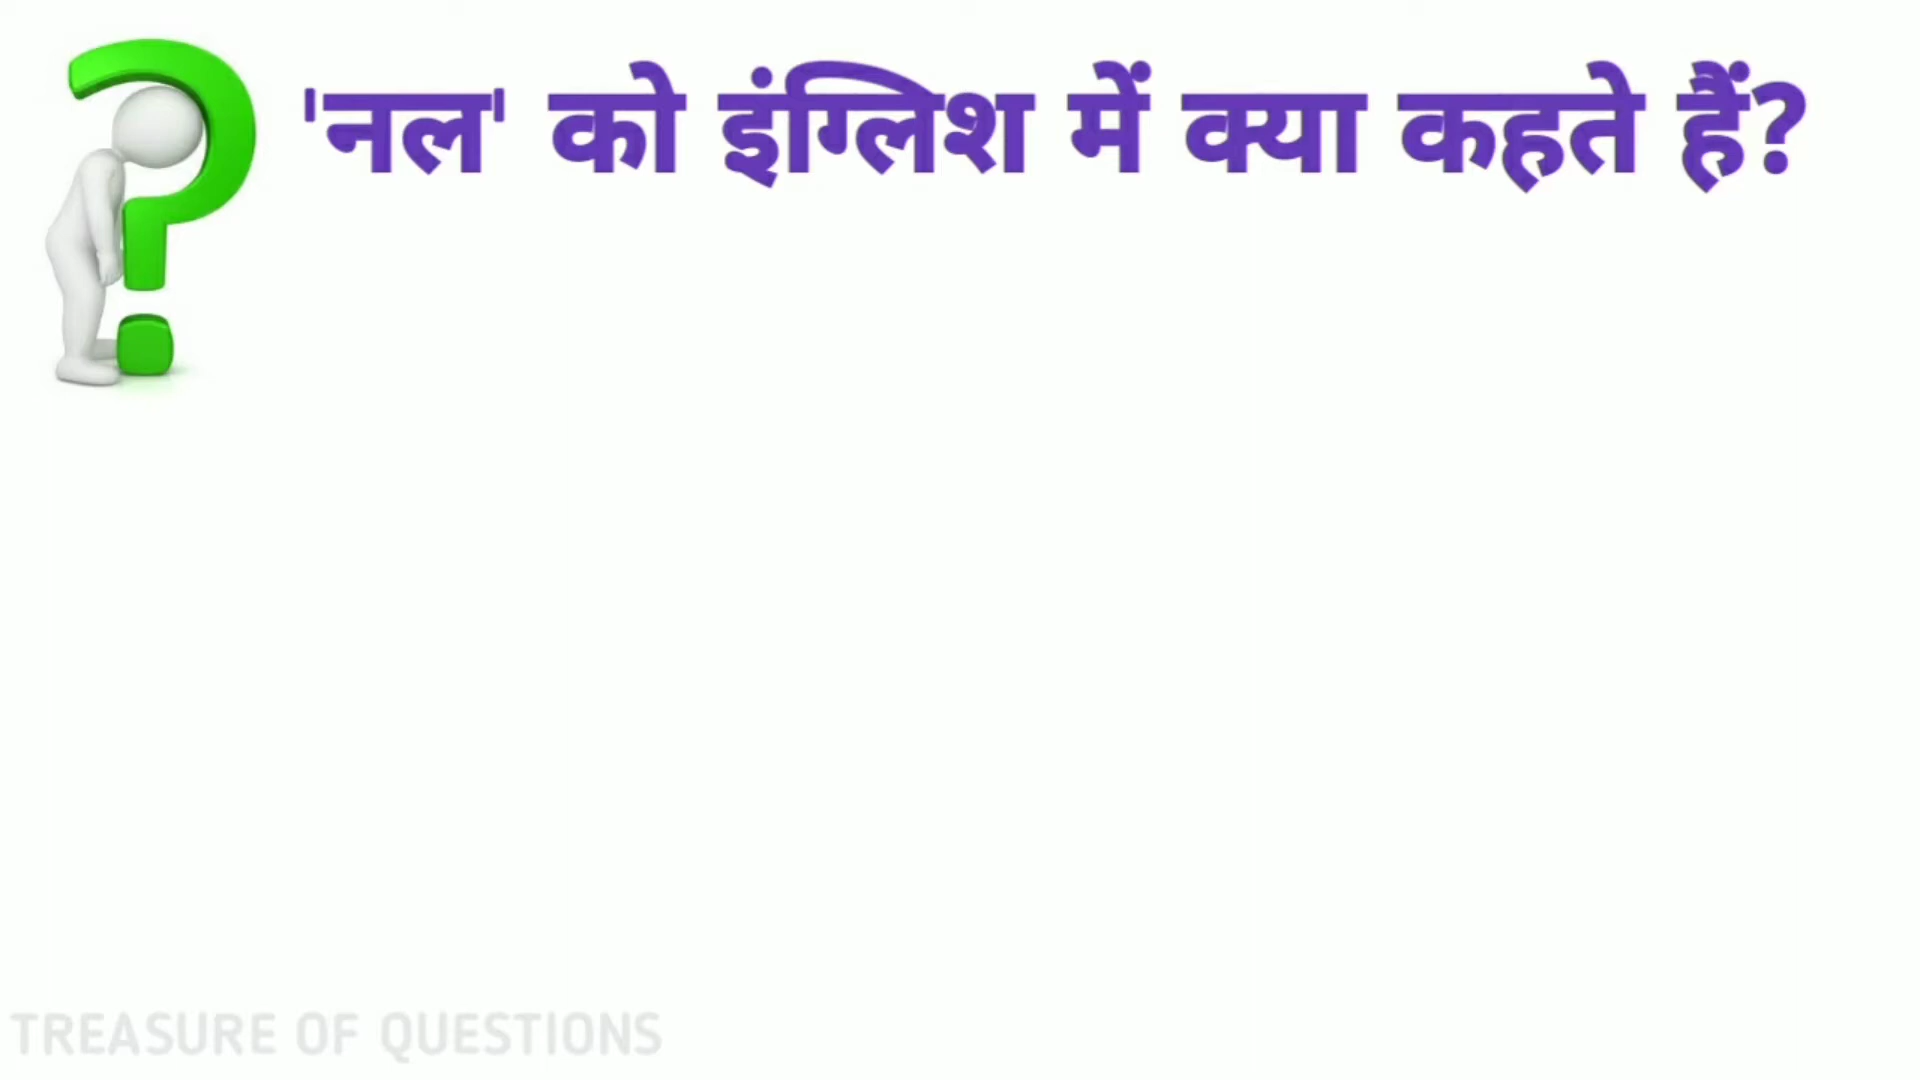 'नल' को इंग्लिश में क्या कहते हैं?
TREASURE OF QUESTIONS